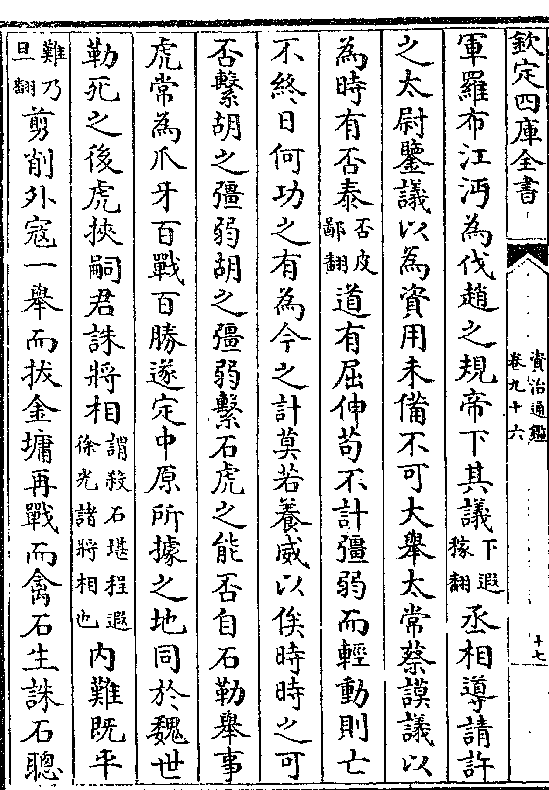 欽定四庫全書
資治通鑑
卷九十六
十七
軍羅布江沔為伐趙之規帝下其議下遐稼翻丞相導請許
之太尉鑒議以為資用未備不可大舉太常蔡謨議以
為時有否泰否皮鄙翻道有屈伸苟不計彊弱而輕動則亡
不終日何功之有為今之計莫若養威以俟時時之可
否繫胡之彊弱胡之彊弱繫石虎之能否自石勒舉事
虎常為爪牙百戰百勝遂定中原所據之地同於魏世
勒死之後虎挾嗣君誅將相謂殺石堪程遐徐光諸將相也內難既平
難乃旦翻剪削外寇一舉而拔金墉再戰而禽石生誅石聰